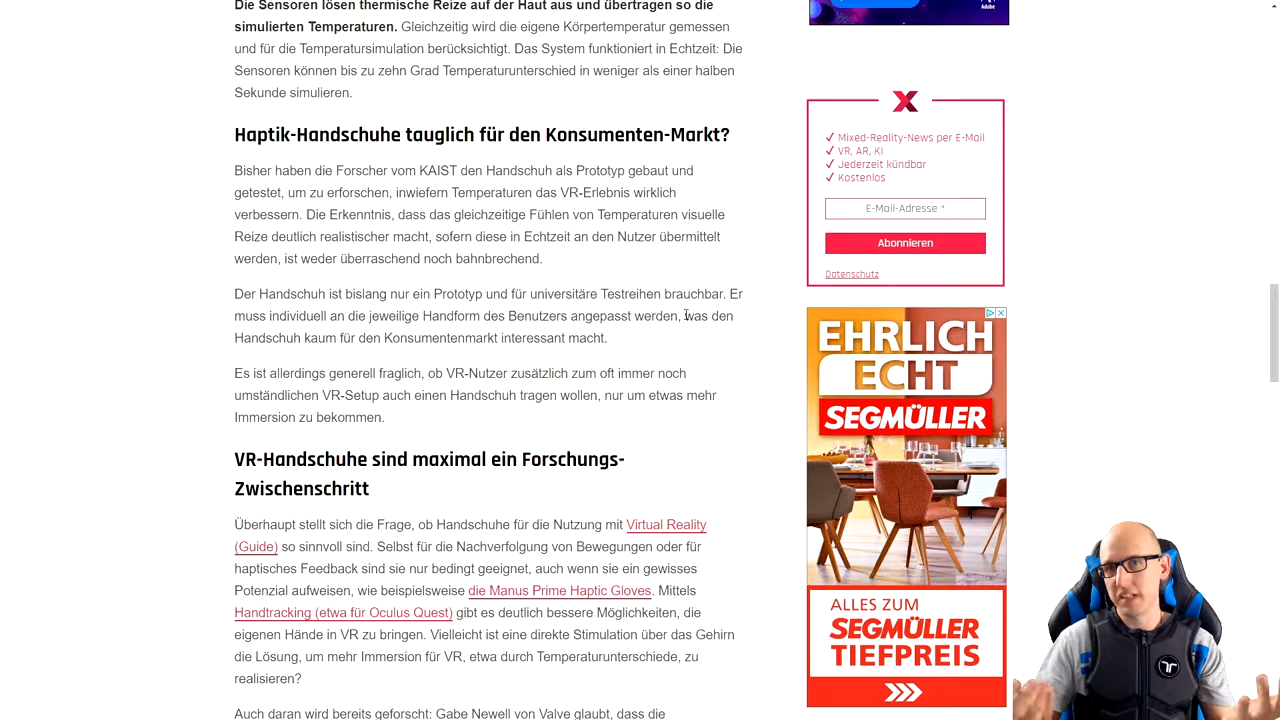 Die Sensoren lösen thermische Reize auf der Haut aus und übertragen so die
simulierten Temperaturen. Gleichzeitig wird die eigene Körpertemperatur gemessen
und für die Temperatursimulation berücksichtigt. Das System funktioniert in Echtzeit: Die
Sensoren können bis zu zehn Grad Temperaturunterschied in weniger als einer halben
Sekunde simulieren.
Haptik-Handschuhe tauglich für den Konsumenten-Markt?
Bisher haben die Forscher vom KAIST den Handschuh als Prototyp gebaut und
getestet, um zu erforschen, inwiefern Temperaturen das VR-Erlebnis wirklich
verbessern. Die Erkenntnis, dass das gleichzeitige Fühlen von Temperaturen visuelle
Reize deutlich realistischer macht, sofern diese in Echtzeit an den Nutzer übermittelt
werden, ist weder überraschend noch bahnbrechend.
Der Handschuh ist bislang nur ein Prototyp und für universitäre Testreihen brauchbar. Er
muss individuell an die jeweilige Handform des Benutzers angepasst werden, was den
Handschuh kaum für den Konsumentenmarkt interessant macht.
Es ist allerdings generell fraglich, ob VR-Nutzer zusätzlich zum oft immer noch
umständlichen VR-Setup auch einen Handschuh tragen wollen, nur um etwas mehr
Immersion zu bekommen.
VR-Handschuhe sind maximal ein Forschungs-
Zwischenschritt
Überhaupt stellt sich die Frage, ob Handschuhe für die Nutzung mit Virtual Reality
(Guide) so sinnvoll sind. Selbst für die Nachverfolgung von Bewegungen oder für
haptisches Feedback sind sie nur bedingt geeignet, auch wenn sie ein gewisses
Potenzial aufweisen, wie beispielsweise die Manus Prime Haptic Gloves. Mittels
Handtracking (etwa für Oculus Quest) gibt es deutlich bessere Möglichkeiten, die
eigenen Hände in VR zu bringen. Vielleicht ist eine direkte Stimulation über das Gehirn
die Lösung, um mehr Immersion für VR, etwa durch Temperaturunterschiede, zu
realisieren?
Auch daran wird bereits geforscht: Gabe Newell von Valve glaubt, dass die
Adobe
X
✓ Mixed-Reality-News per E-Mail
✓ VR, AR, KI
✓ Jederzeit kündbar
✓ Kostenlos
E-Mail-Adresse *
Abonnieren
Datenschutz
EHRLICH
ECHT
SEGMÜLLER
ALLES ZUM
SEGMÜLLER
TIEFPREIS